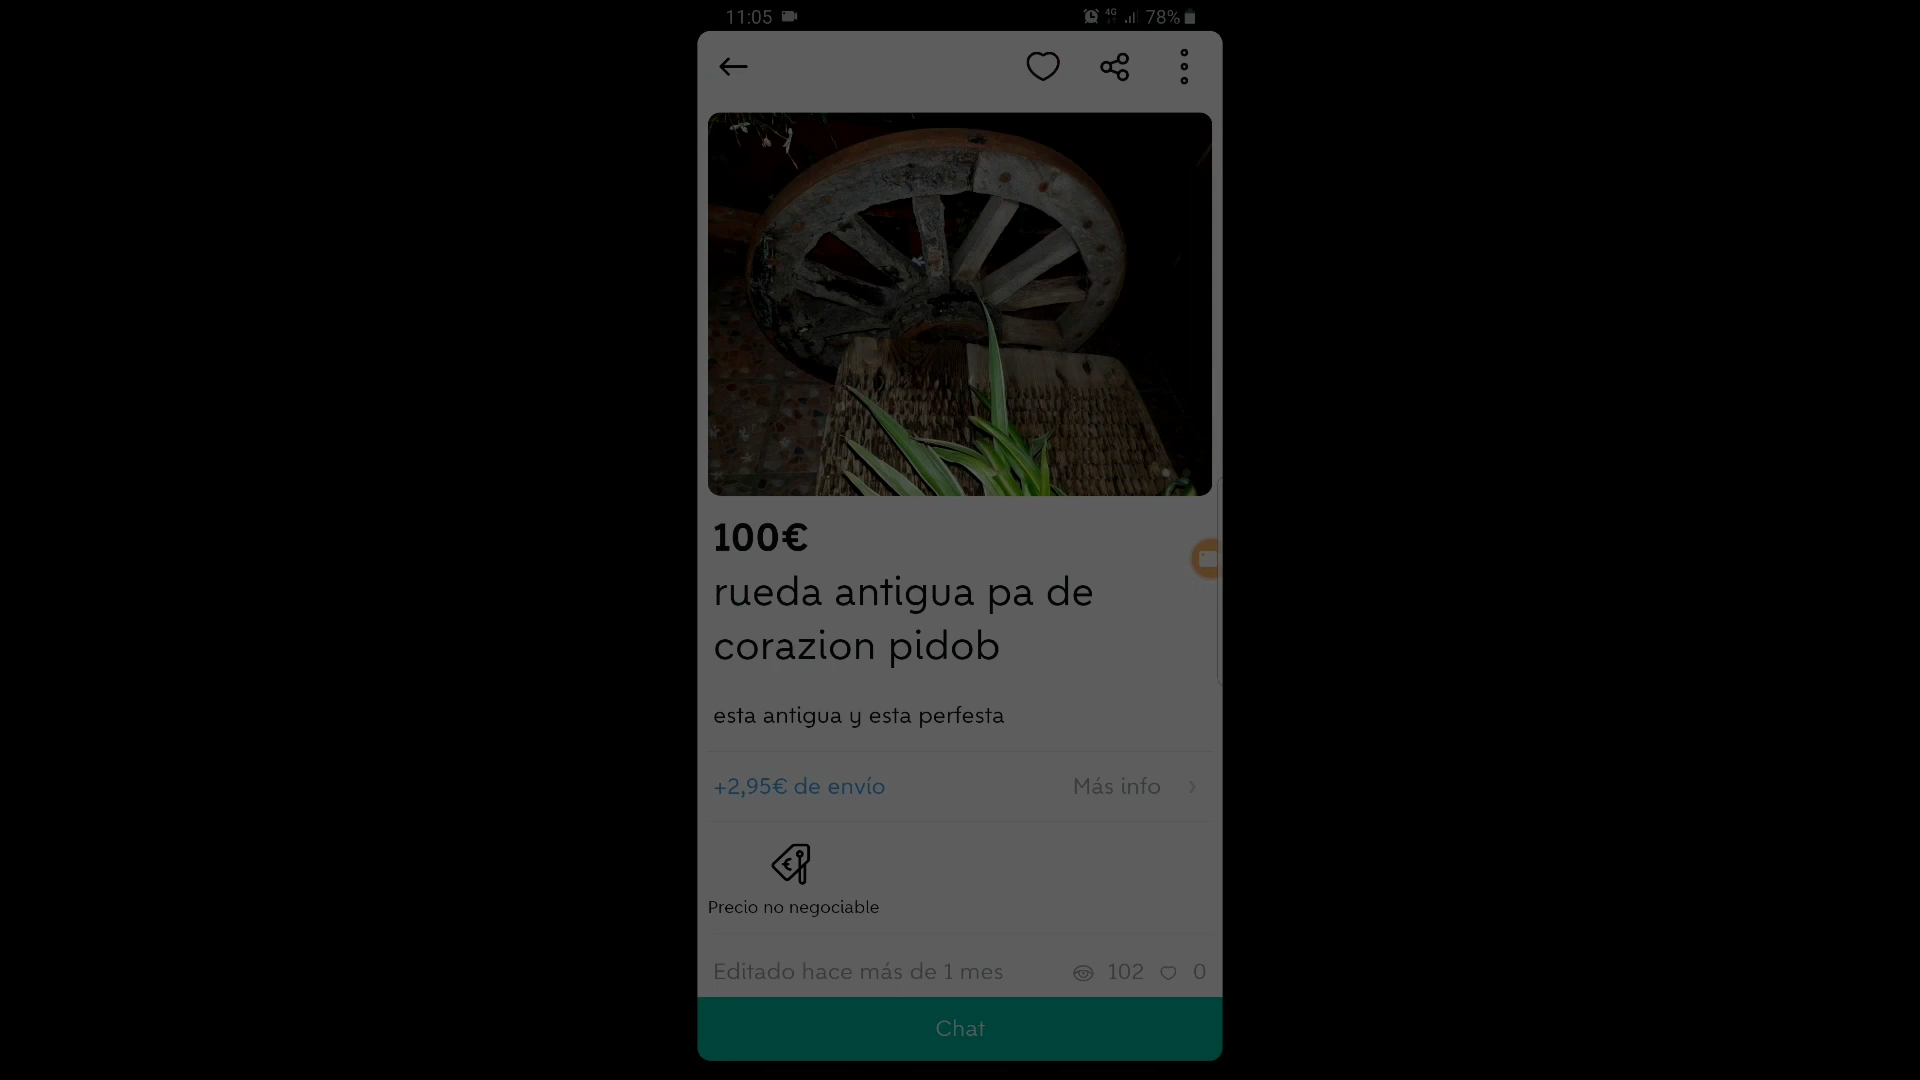 11:05 4G 78%
100€
rueda antigua pa de
corazion pidob
esta antigua y esta perfesta
+2,95€ de envío Más info
€
Precio no negociable
Editado hace más de 1 mes 102 0
Chat